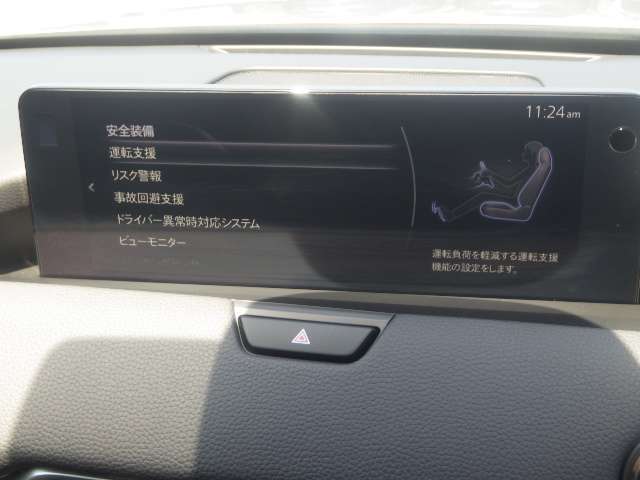 11:24am
安全装備
運転支援
リスク警報
事故回避支援
ドライバー異常時対応システム
ビューモニター
運転負荷を軽減する運転支援
機能の設定をします。